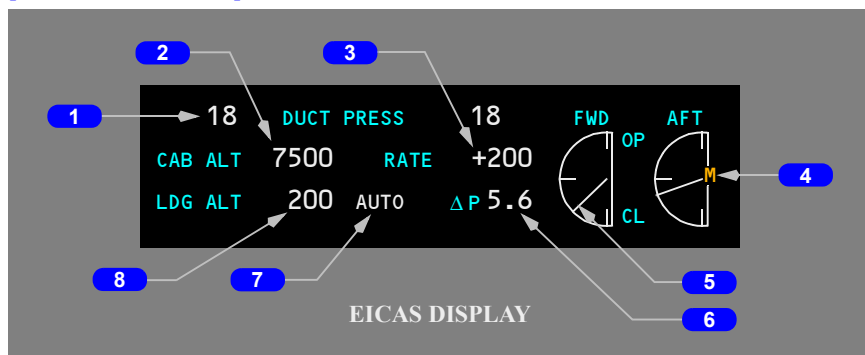 2 3
1 18 DUCT PRESS 18 FWD AFT
OP
CAB ALT 7500 RATE +200 M 4
LDG ALT 200 AUTO Δ P 5.6 CL
8 7 5
EICAS DISPLAY 6